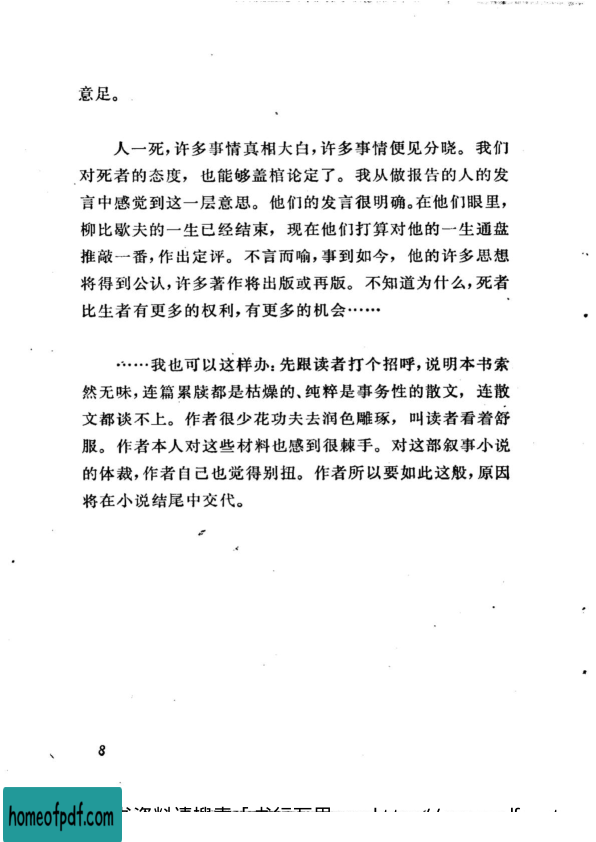 意足。
人一死，许多事情真相大白，许多事情便见分晓。我们
对死者的态度，也能够盖棺论定了。我从做报告的人的发
言中感觉到这一层意思。他们的发言很明确。在他们眼里，
柳比歇夫的一生已经结束，现在他们打算对他的一生通盘
推敲一番，作出定评。不言而喻，事到如今，他的许多思想
将得到公认，许多著作将出版或再版。不知道为什么，死者
比生者有更多的权利，有更多的机会……
……我也可以这样办：先跟读者打个招呼，说明本书索
然无味，连篇累牍都是枯燥的、纯粹是事务性的散文，连散
文都谈不上。作者很少花功夫去润色雕琢，叫读者看着舒
服。作者本人对这些材料也感到很棘手。对这部叙事小说
的体裁，作者自己也觉得别扭。作者所以要如此这般，原因
将在小说结尾中交代。
8
homeofpdf.com